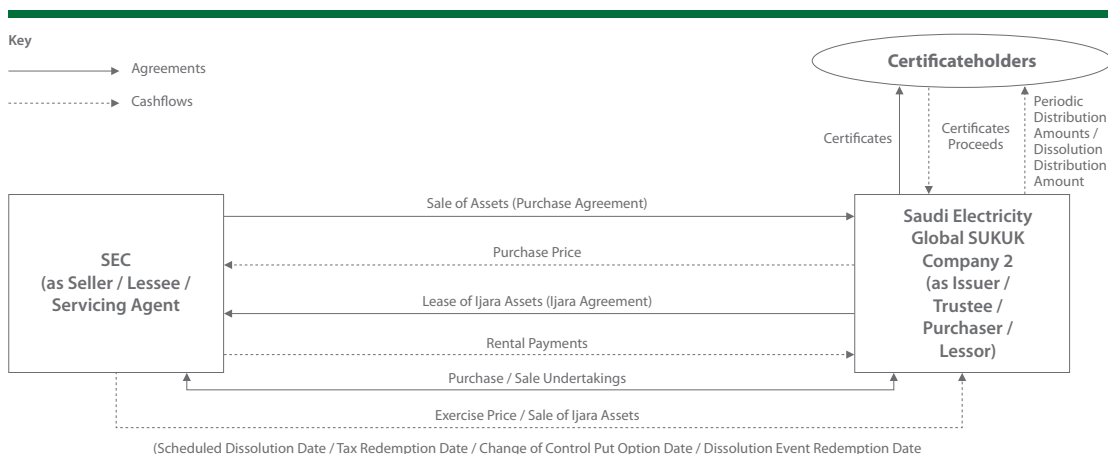 Key
Agreements
Cashflows
Certificateholders
Certificates
Certificates
Proceeds
Periodic
Distribution
Amounts /
Dissolution
Distribution
Amount
SEC
(as Seller / Lessee /
Servicing Agent
Sale of Assets (Purchase Agreement)
Purchase Price
Lease of Ijara Assets (Ijara Agreement)
Rental Payments
Purchase / Sale Undertakings
Exercise Price / Sale of Ijara Assets
Saudi Electricity
Global SUKUK
Company 2
(as Issuer /
Trustee /
Purchaser /
Lessor)
(Scheduled Dissolution Date / Tax Redemption Date / Change of Control Put Option Date / Dissolution Event Redemption Date